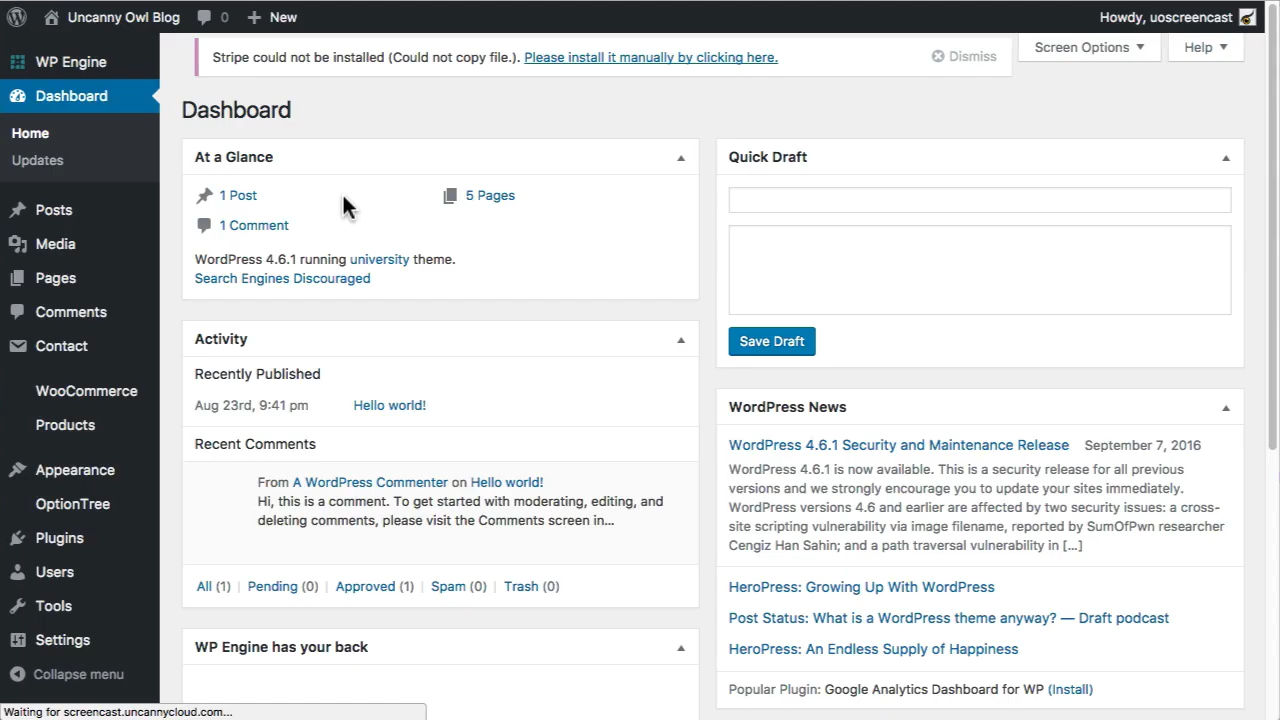 Uncanny Owl Blog 0 New Howdy, uoscreencast
WP Engine
Dashboard
Home
Updates
Posts
Media
Pages
Comments
Contact
WooCommerce
Products
Appearance
OptionTree
Plugins
Users
Tools
Settings
Collapse menu
Stripe could not be installed (Could not copy file.). Please install it manually by clicking here. Dismiss
Screen Options Help
Dashboard
At a Glance
1 Post 5 Pages
1 Comment
WordPress 4.6.1 running university theme.
Search Engines Discouraged
Activity
Recently Published
Aug 23rd, 9:41 pm Hello world!
Recent Comments
From A WordPress Commenter on Hello world!
Hi, this is a comment. To get started with moderating, editing, and
deleting comments, please visit the Comments screen in...
All (1) | Pending (0) | Approved (1) | Spam (0) | Trash (0)
WP Engine has your back
Quick Draft
Save Draft
WordPress News
WordPress 4.6.1 Security and Maintenance Release September 7, 2016
WordPress 4.6.1 is now available. This is a security release for all previous
versions and we strongly encourage you to update your sites immediately.
WordPress versions 4.6 and earlier are affected by two security issues: a cross-
site scripting vulnerability via image filename, reported by SumOfPwn researcher
Cengiz Han Sahin; and a path traversal vulnerability in […]
HeroPress: Growing Up With WordPress
Post Status: What is a WordPress theme anyway? — Draft podcast
HeroPress: An Endless Supply of Happiness
Popular Plugin: Google Analytics Dashboard for WP (Install)
Waiting for screencast.uncannycloud.com...